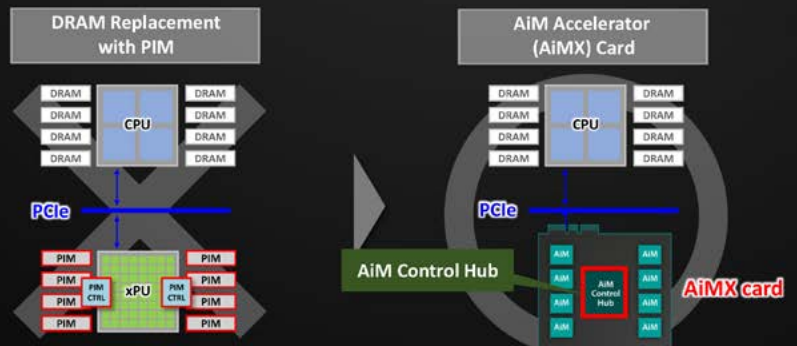 DRAM Replacement
with PIM
DRAM
DRAM
DRAM
DRAM
CPU
DRAM
DRAM
DRAM
DRAM
PCIe
PIM
PIM
PIM
PIM
PIM
CTRL
xPU
PIM
CTRL
PIM
PIM
PIM
PIM
AiM Accelerator
(AiMX) Card
DRAM
DRAM
DRAM
DRAM
CPU
DRAM
DRAM
DRAM
DRAM
PCIe
AiM Control Hub
AiM
AiM
AiM
AiM
AiM
Control
Hub
AiM
AiM
AiM
AiM
AiMX card